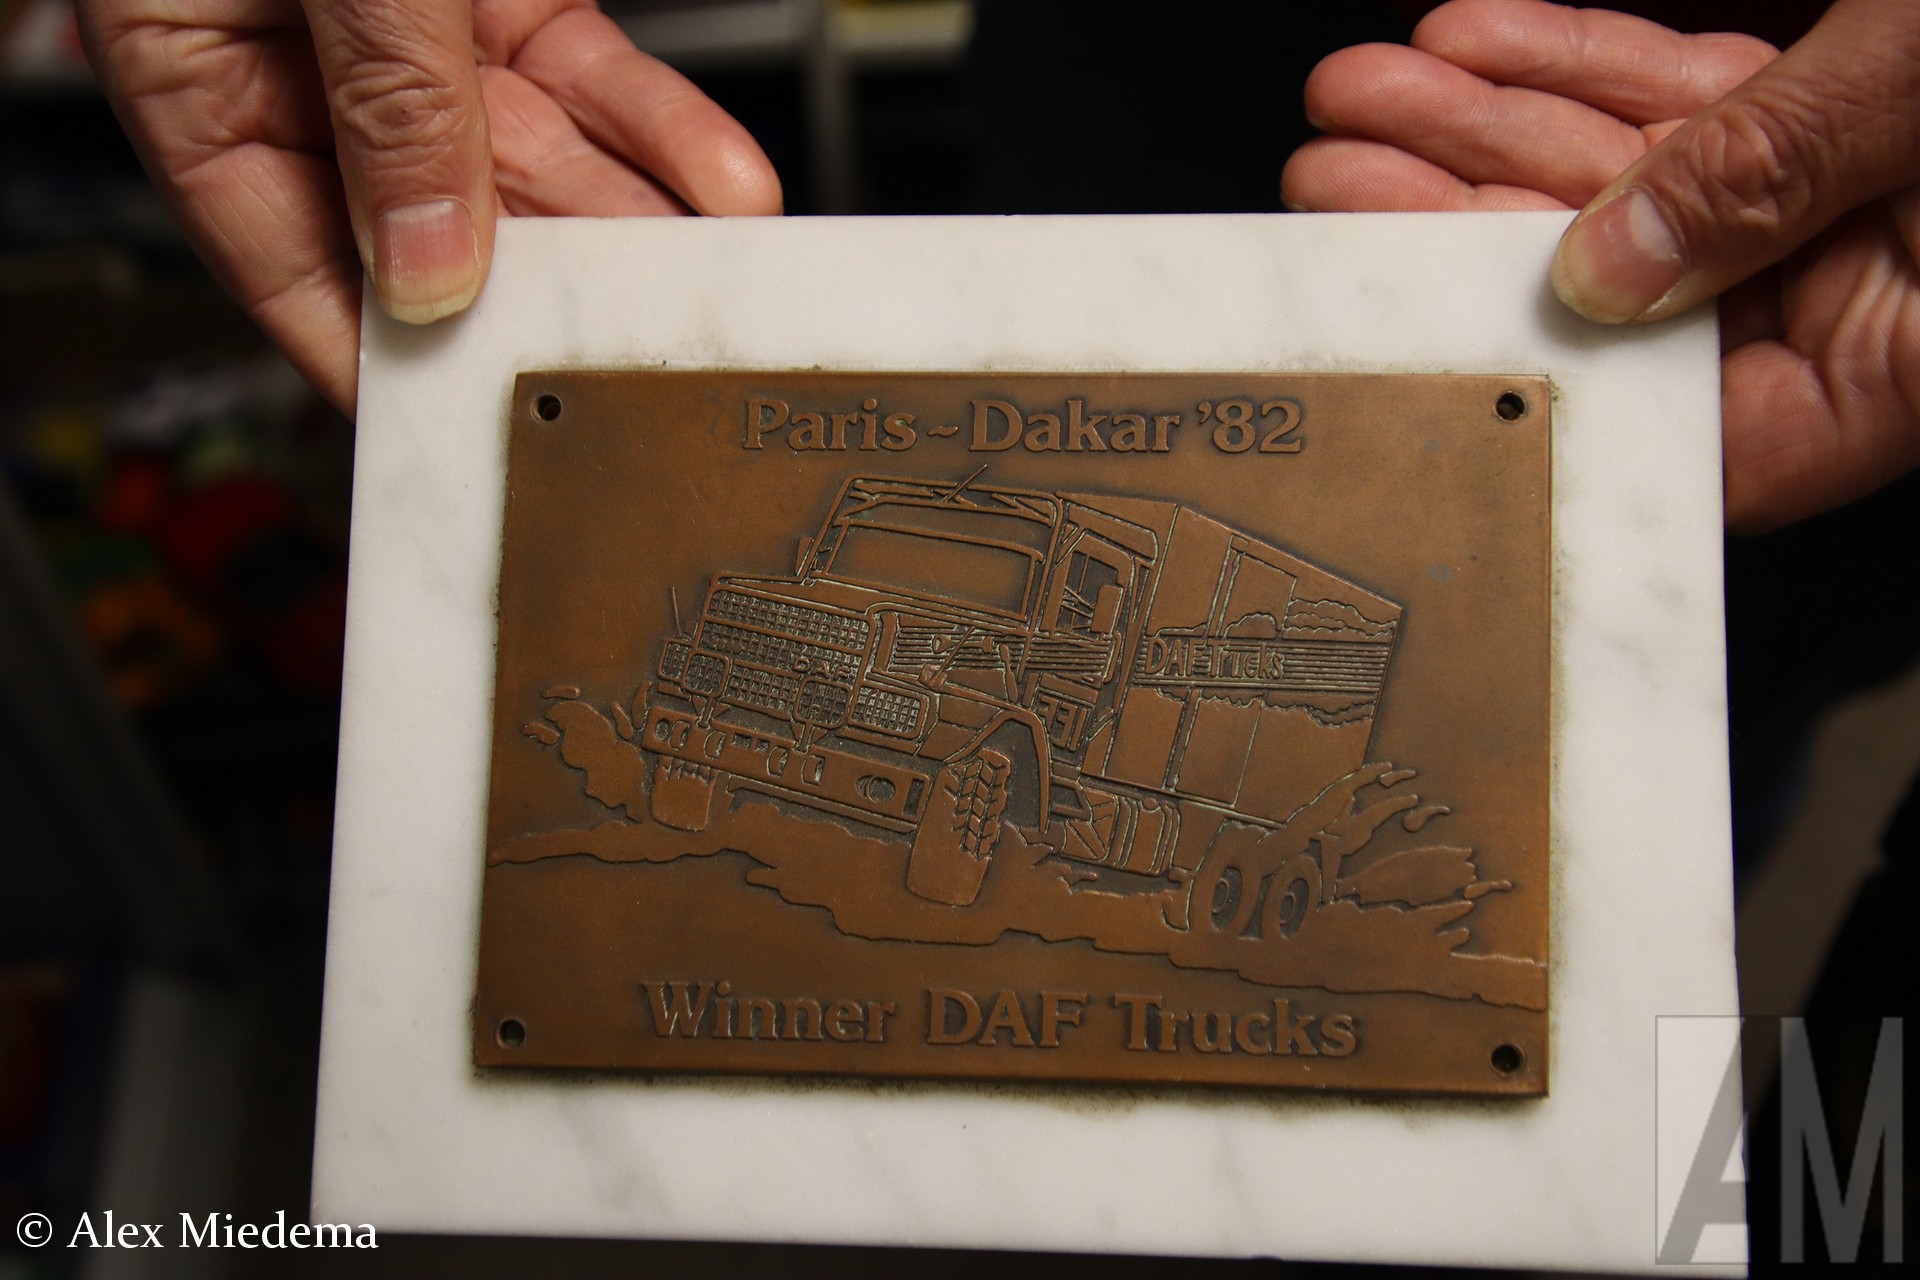 Paris ~ Dakar '82
DAF
DAF Trucks
Winner DAF Trucks
© Alex Miedema
AM